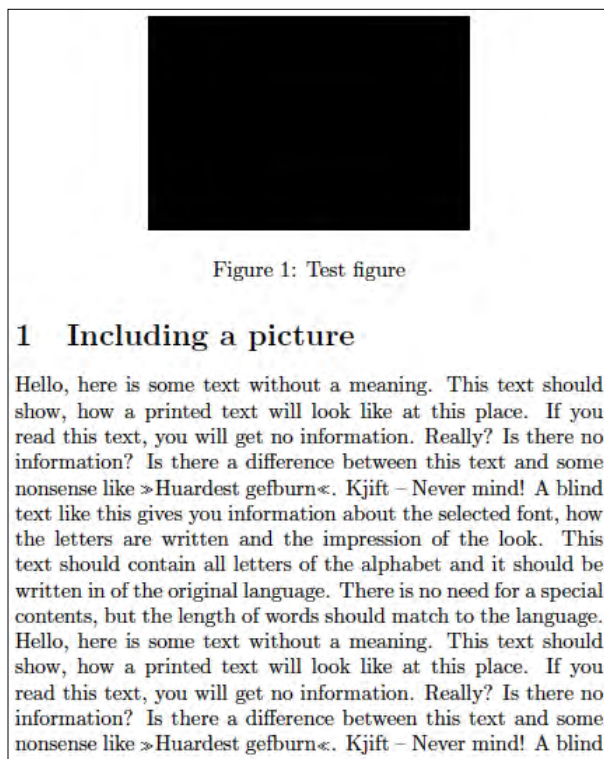 Figure 1: Test figure
1 Including a picture
Hello, here is some text without a meaning. This text should
show, how a printed text will look like at this place. If you
read this text, you will get no information. Really? Is there no
information? Is there a difference between this text and some
nonsense like »Huardest gefburn«. Kjift – Never mind! A blind
text like this gives you information about the selected font, how
the letters are written and the impression of the look. This
text should contain all letters of the alphabet and it should be
written in of the original language. There is no need for a special
contents, but the length of words should match to the language.
Hello, here is some text without a meaning. This text should
show, how a printed text will look like at this place. If you
read this text, you will get no information. Really? Is there no
information? Is there a difference between this text and some
nonsense like »Huardest gefburn«. Kjift – Never mind! A blind